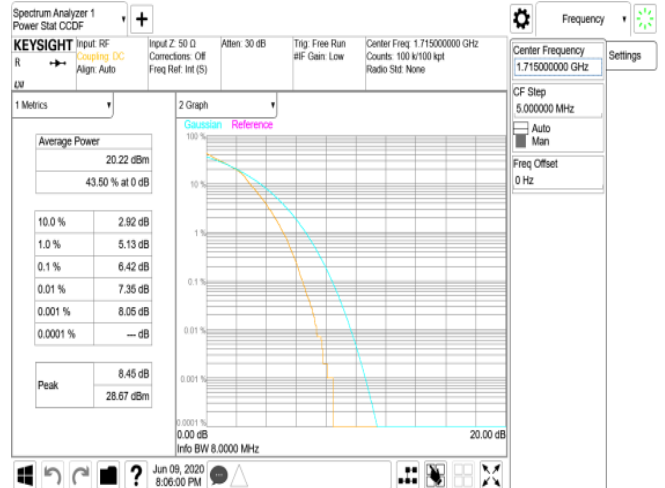 Spectrum Analyzer 1
Power Stat CCDF
Frequency
KEYSIGHT
R
Input: RF
Coupling: DC
Align: Auto
Input Z: 50 Ω
Corrections: Off
Freq Ref: Int (S)
Atten: 30 dB
Trig: Free Run
#IF Gain: Low
Center Freq: 1.715000000 GHz
Counts: 100 k/100 kpt
Radio Std: None
Center Frequency
1.715000000 GHz
Settings
CF Step
5.000000 MHz
Auto
Man
Freq Offset
0 Hz
1 Metrics
Average Power
20.22 dBm
43.50 % at 0 dB
10.0 % 2.92 dB
1.0 % 5.13 dB
0.1 % 6.42 dB
0.01 % 7.35 dB
0.001 % 8.05 dB
0.0001 % --- dB
Peak 8.45 dB
28.67 dBm
2 Graph
Gaussian Reference
100 %
10 %
1 %
0.1 %
0.01 %
0.001 %
0.0001 %
0.00 dB 20.00 dB
Info BW 8.0000 MHz
Jun 09, 2020
8:06:00 PM